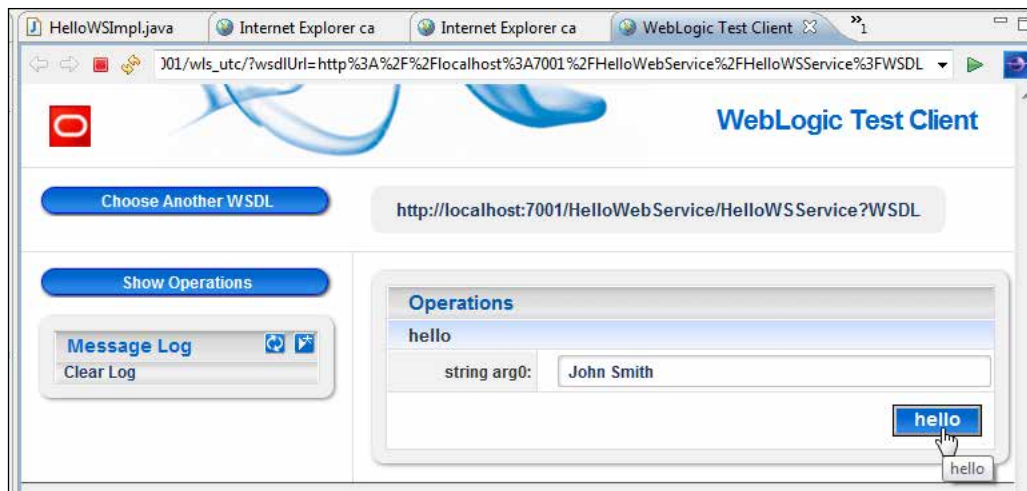 HelloWSImpl.java
Internet Explorer ca
Internet Explorer ca
WebLogic Test Client
»1
)01/wls_utc/?wsdlUrl=http%3A%2F%2Flocalhost%3A7001%2FHelloWebService%2FHelloWSService%3FWSDL
WebLogic Test Client
Choose Another WSDL
http://localhost:7001/HelloWebService/HelloWSService?WSDL
Show Operations
Operations
hello
Message Log
Clear Log
string arg0:
John Smith
hello
hello